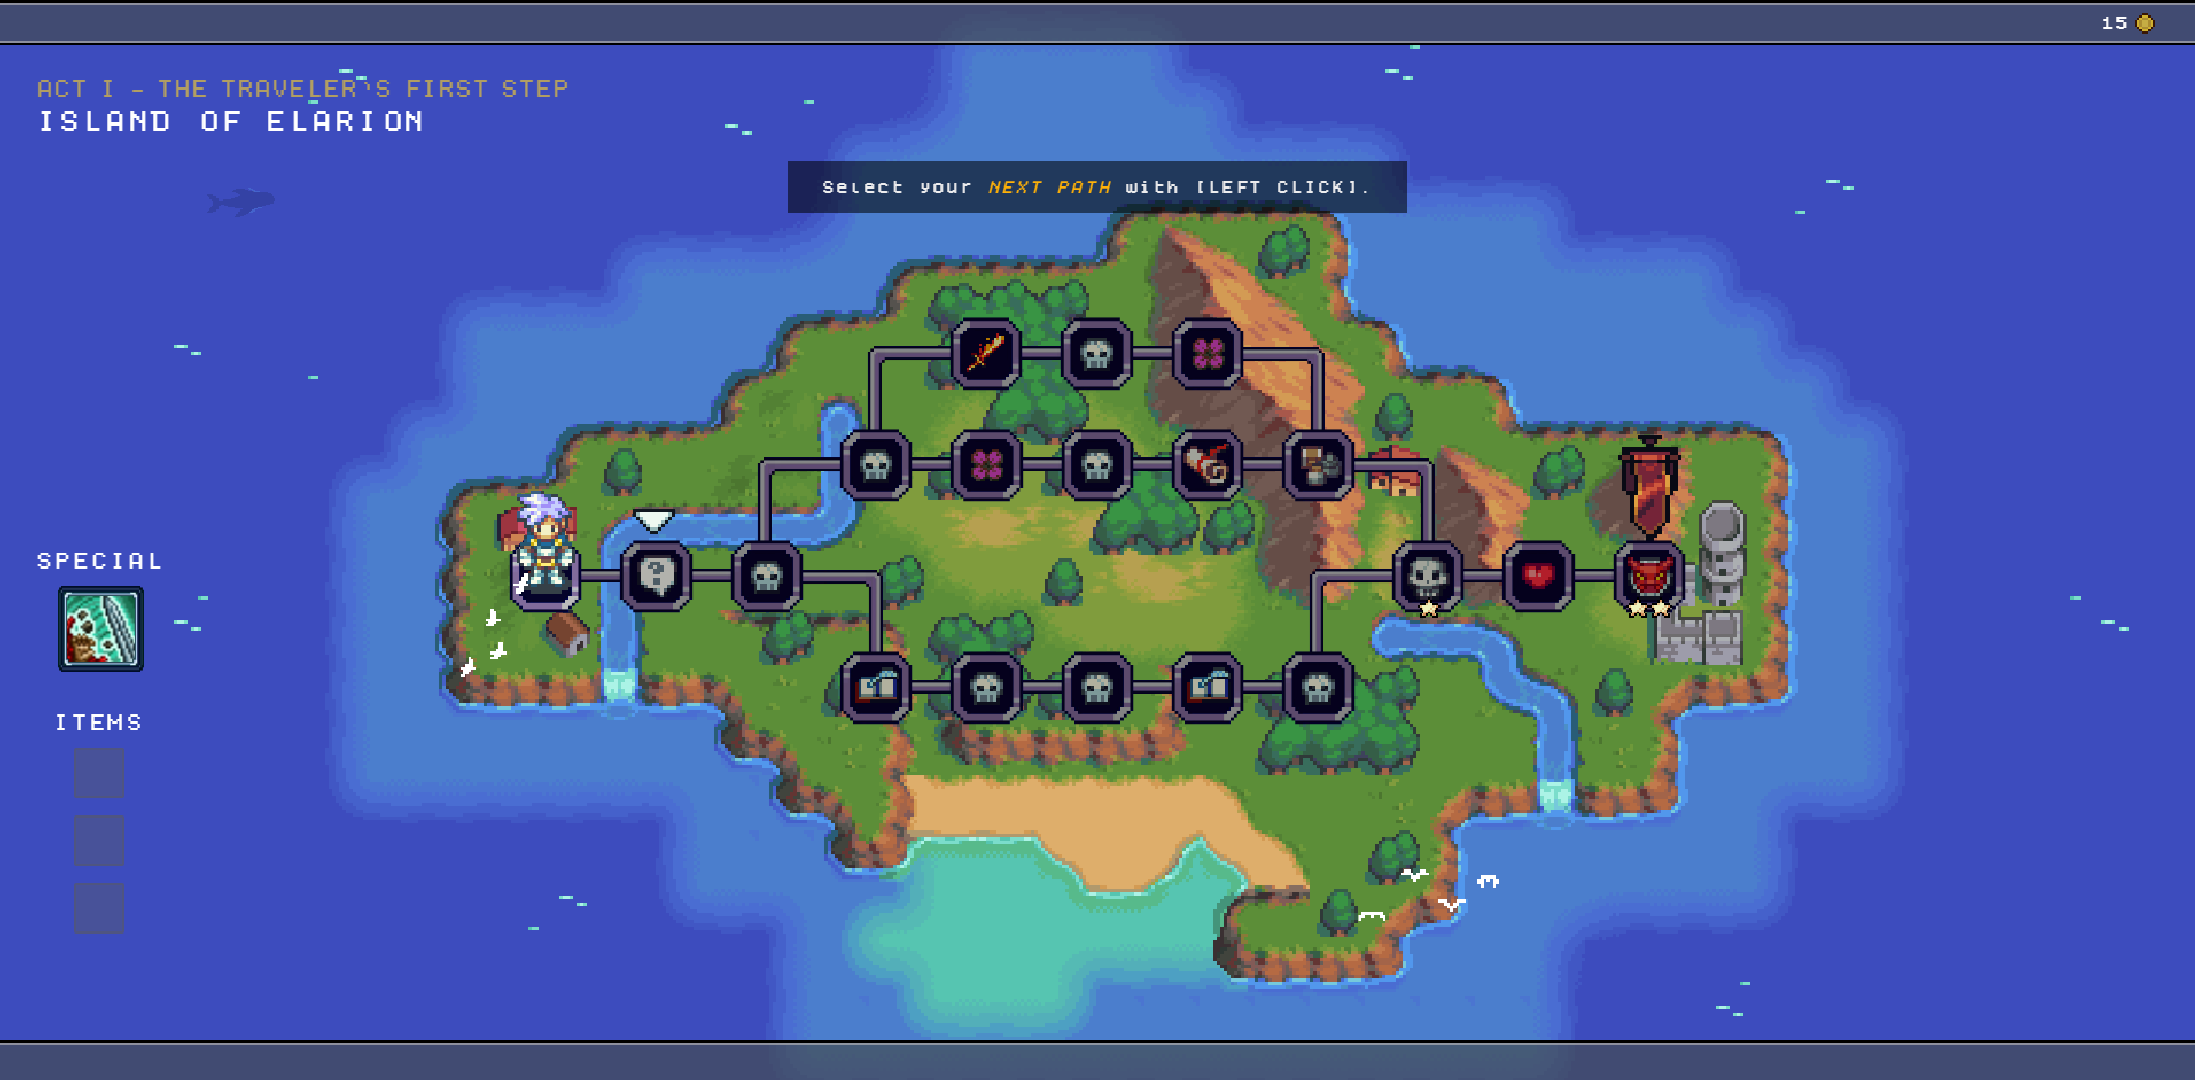 15
ACT I - THE TRAVELER`S FIRST STEP
ISLAND OF ELARION
Select your NEXT PATH with [LEFT CLICK].
?
SPECIAL
ITEMS